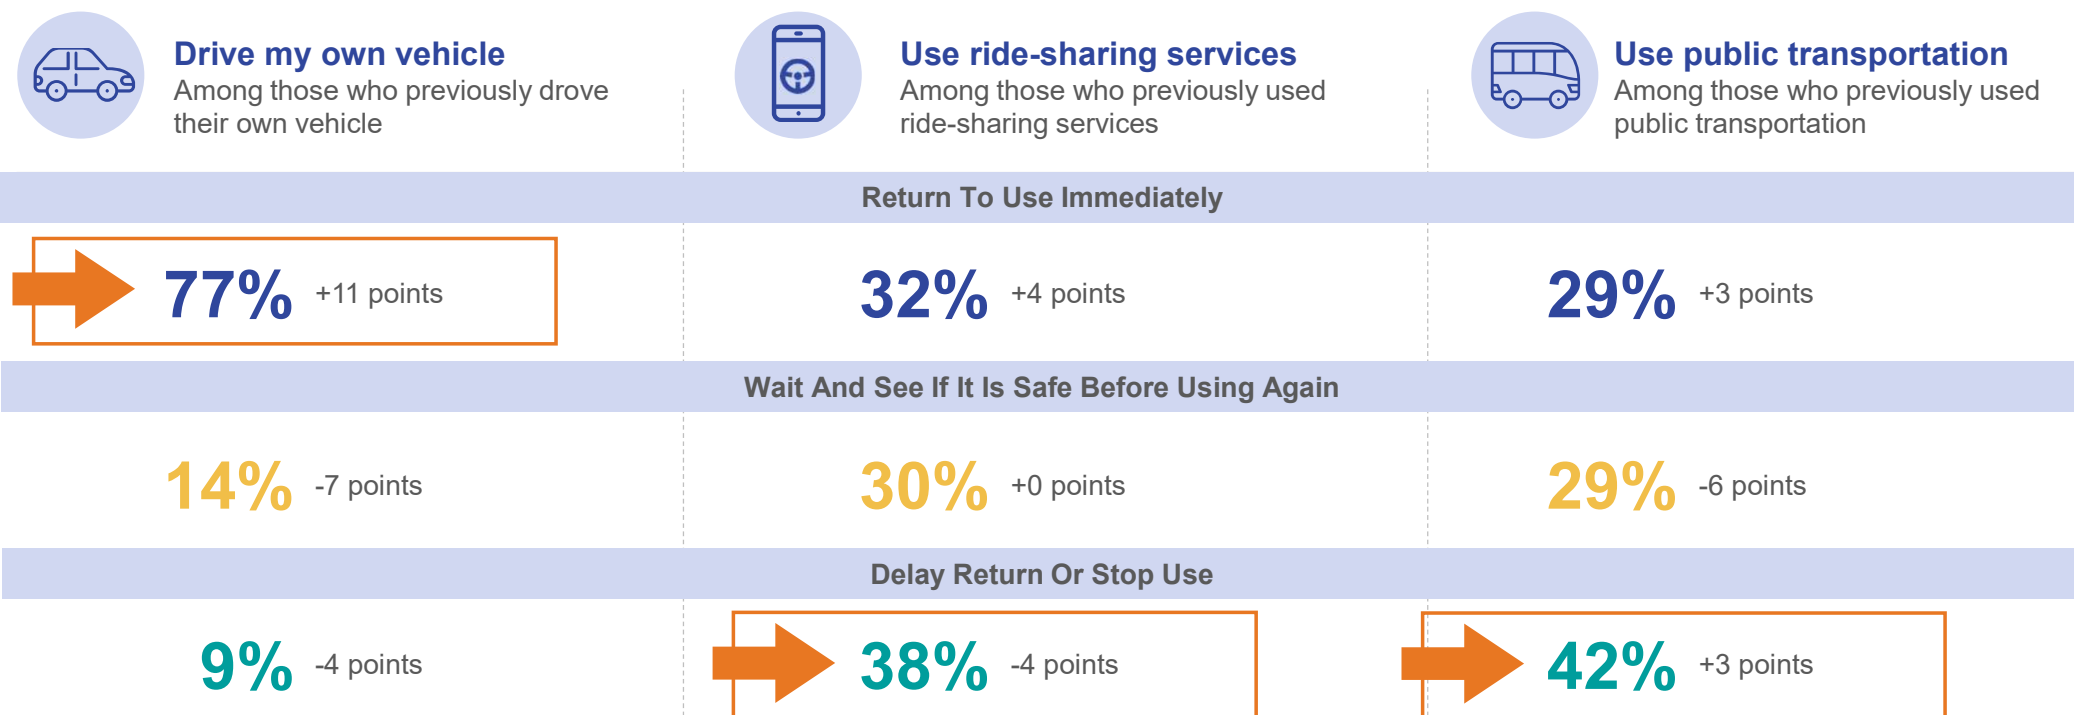 Drive my own vehicle
Among those who previously drove
their own vehicle
Use ride-sharing services
Among those who previously used
ride-sharing services
Use public transportation
Among those who previously used
public transportation
Return To Use Immediately
77% +11 points
32% +4 points
29% +3 points
Wait And See If It Is Safe Before Using Again
14% -7 points
30% +0 points
29% -6 points
Delay Return Or Stop Use
9% -4 points
38% -4 points
42% +3 points